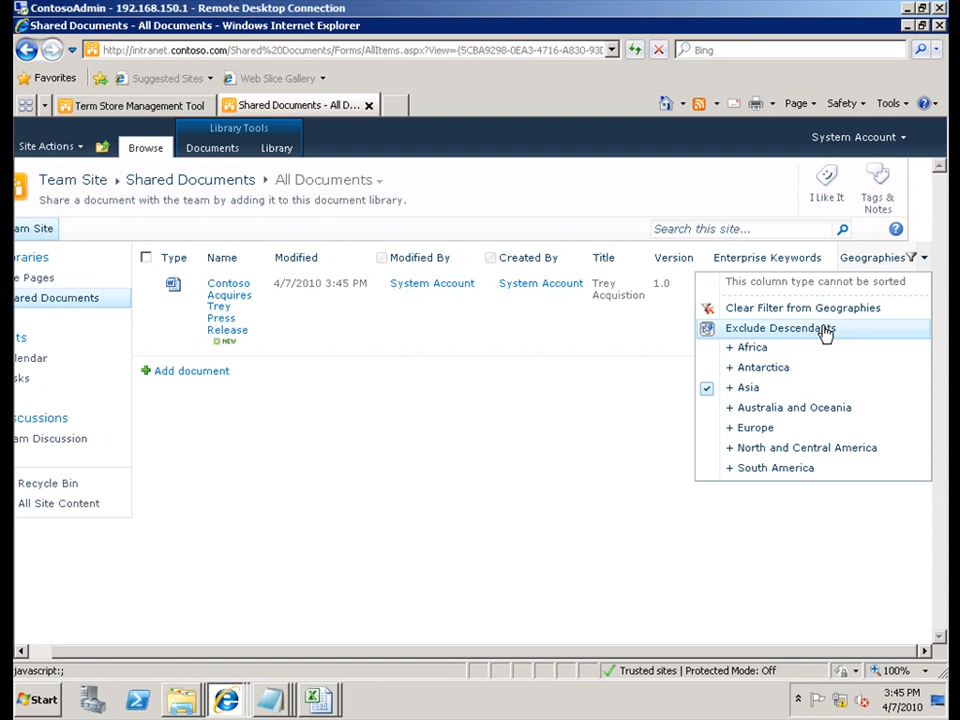 ContosoAdmin - 192.168.150.1 - Remote Desktop Connection
Shared Documents - All Documents - Windows Internet Explorer
http://intranet.contoso.com/Shared%20Documents/Forms/AllItems.aspx?View={5CBA9298-0EA3-4716-A830-93D
Bing
Favorites
Suggested Sites
Web Slice Gallery
Term Store Management Tool
Shared Documents - All D...
Page
Safety
Tools
Library Tools
System Account
Site Actions
Browse
Documents
Library
Team Site
Shared Documents
All Documents
Share a document with the team by adding it to this document library.
I Like It
Tags &
Notes
am Site
Search this site...
raries
Type
Name
Modified
Modified By
Created By
Title
Version
Enterprise Keywords
Geographies
e Pages
ared Documents
Contoso
Acquires
Trey
Press
Release
NEW
4/7/2010 3:45 PM
System Account
System Account
Trey
Acquistion
1.0
This column type cannot be sorted
Clear Filter from Geographies
Exclude Descendants
+ Africa
+ Antarctica
+ Asia
+ Australia and Oceania
+ Europe
+ North and Central America
+ South America
Add document
ts
lendar
sks
scussions
am Discussion
Recycle Bin
All Site Content
javascript:;
Trusted sites | Protected Mode: Off
100%
Start
3:45 PM
4/7/2010